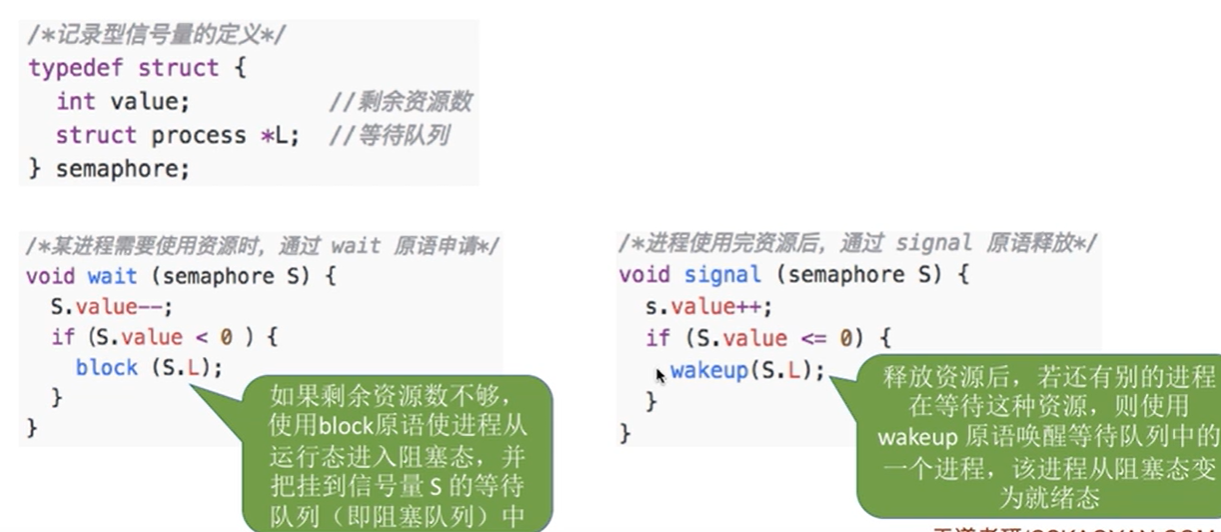 /*记录型信号量的定义*/
typedef struct {
int value; //剩余资源数
struct process *L; //等待队列
} semaphore;
/*某进程需要使用资源时，通过 wait 原语申请*/
void wait (semaphore S) {
S.value--;
if (S.value < 0 ) {
block (S.L);
}
}
如果剩余资源数不够，
使用block原语使进程从
运行态进入阻塞态，并
把挂到信号量 S 的等待
队列（即阻塞队列）中
/*进程使用完资源后，通过 signal 原语释放*/
void signal (semaphore S) {
s.value++;
if (S.value <= 0) {
wakeup(S.L);
}
}
释放资源后，若还有别的进程
在等待这种资源，则使用
wakeup 原语唤醒等待队列中的
一个进程，该进程从阻塞态变
为就绪态